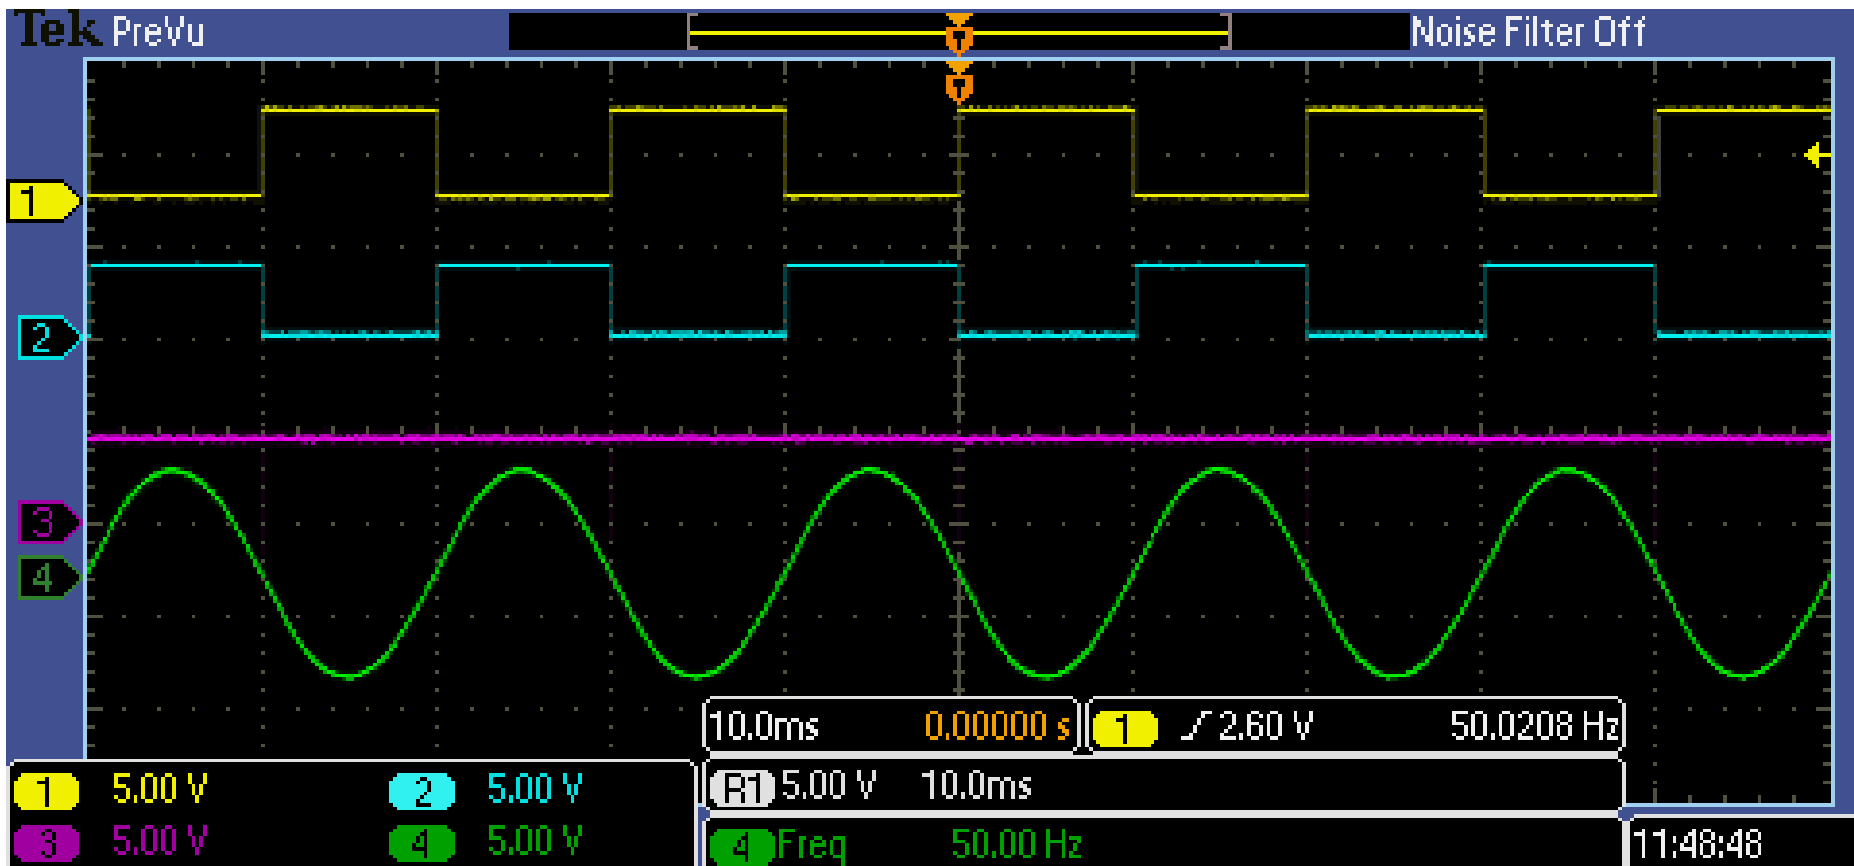 Tek PreVu Noise Filter Off
T
T
1
2
3
4
10.0ms 0.00000 s 1 2.60 V 50.0208 Hz
1 5.00 V 2 5.00 V R1 5.00 V 10.0ms
3 5.00 V 4 5.00 V 4 Freq 50.00 Hz 11:48:48